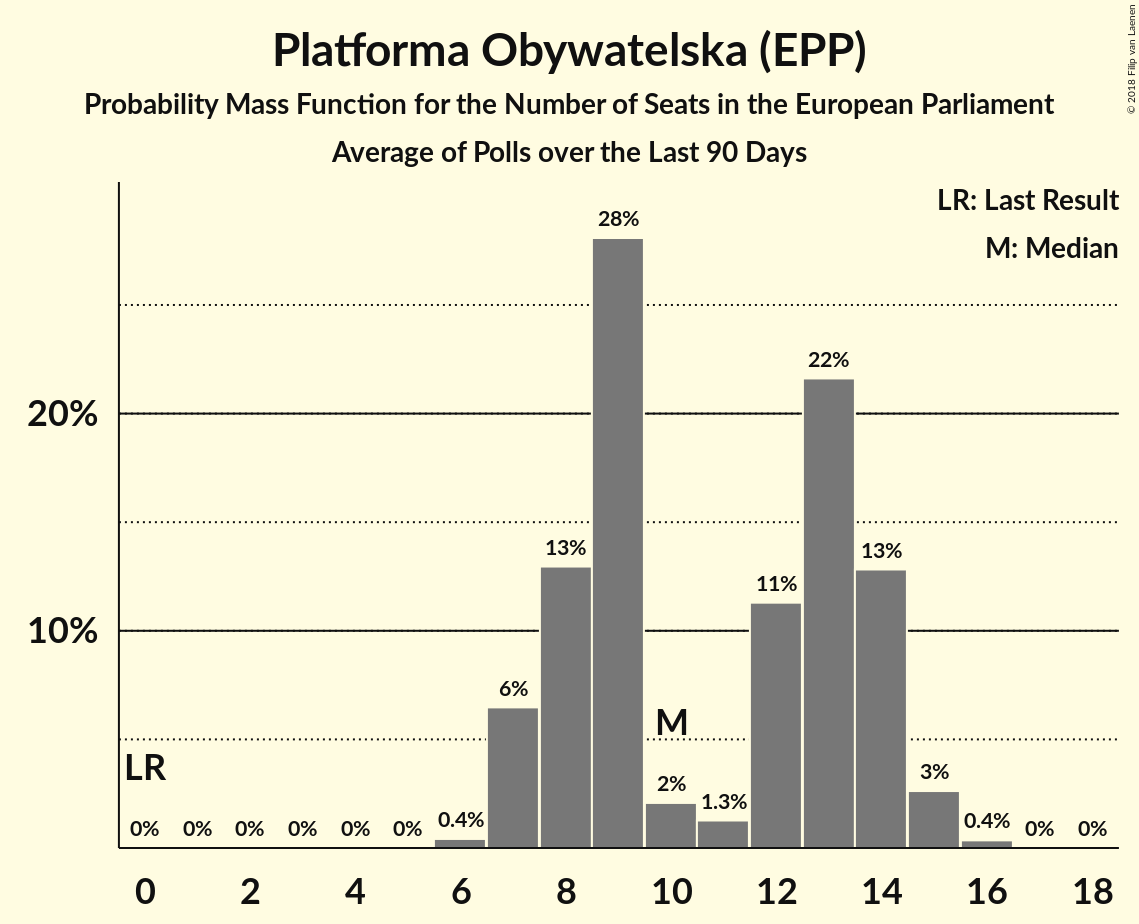 Platforma Obywatelska (EPP)
Probability Mass Function for the Number of Seats in the European Parliament
Average of Polls over the Last 90 Days
© 2018 Filip van Laenen
LR: Last Result
M: Median
28%
22%
20%
13%
13%
11%
10%
6%
M
LR
3%
2%
1.3%
0% 0% 0% 0% 0% 0% 0.4% 0.4% 0% 0%
0 2 4 6 8 10 12 14 16 18